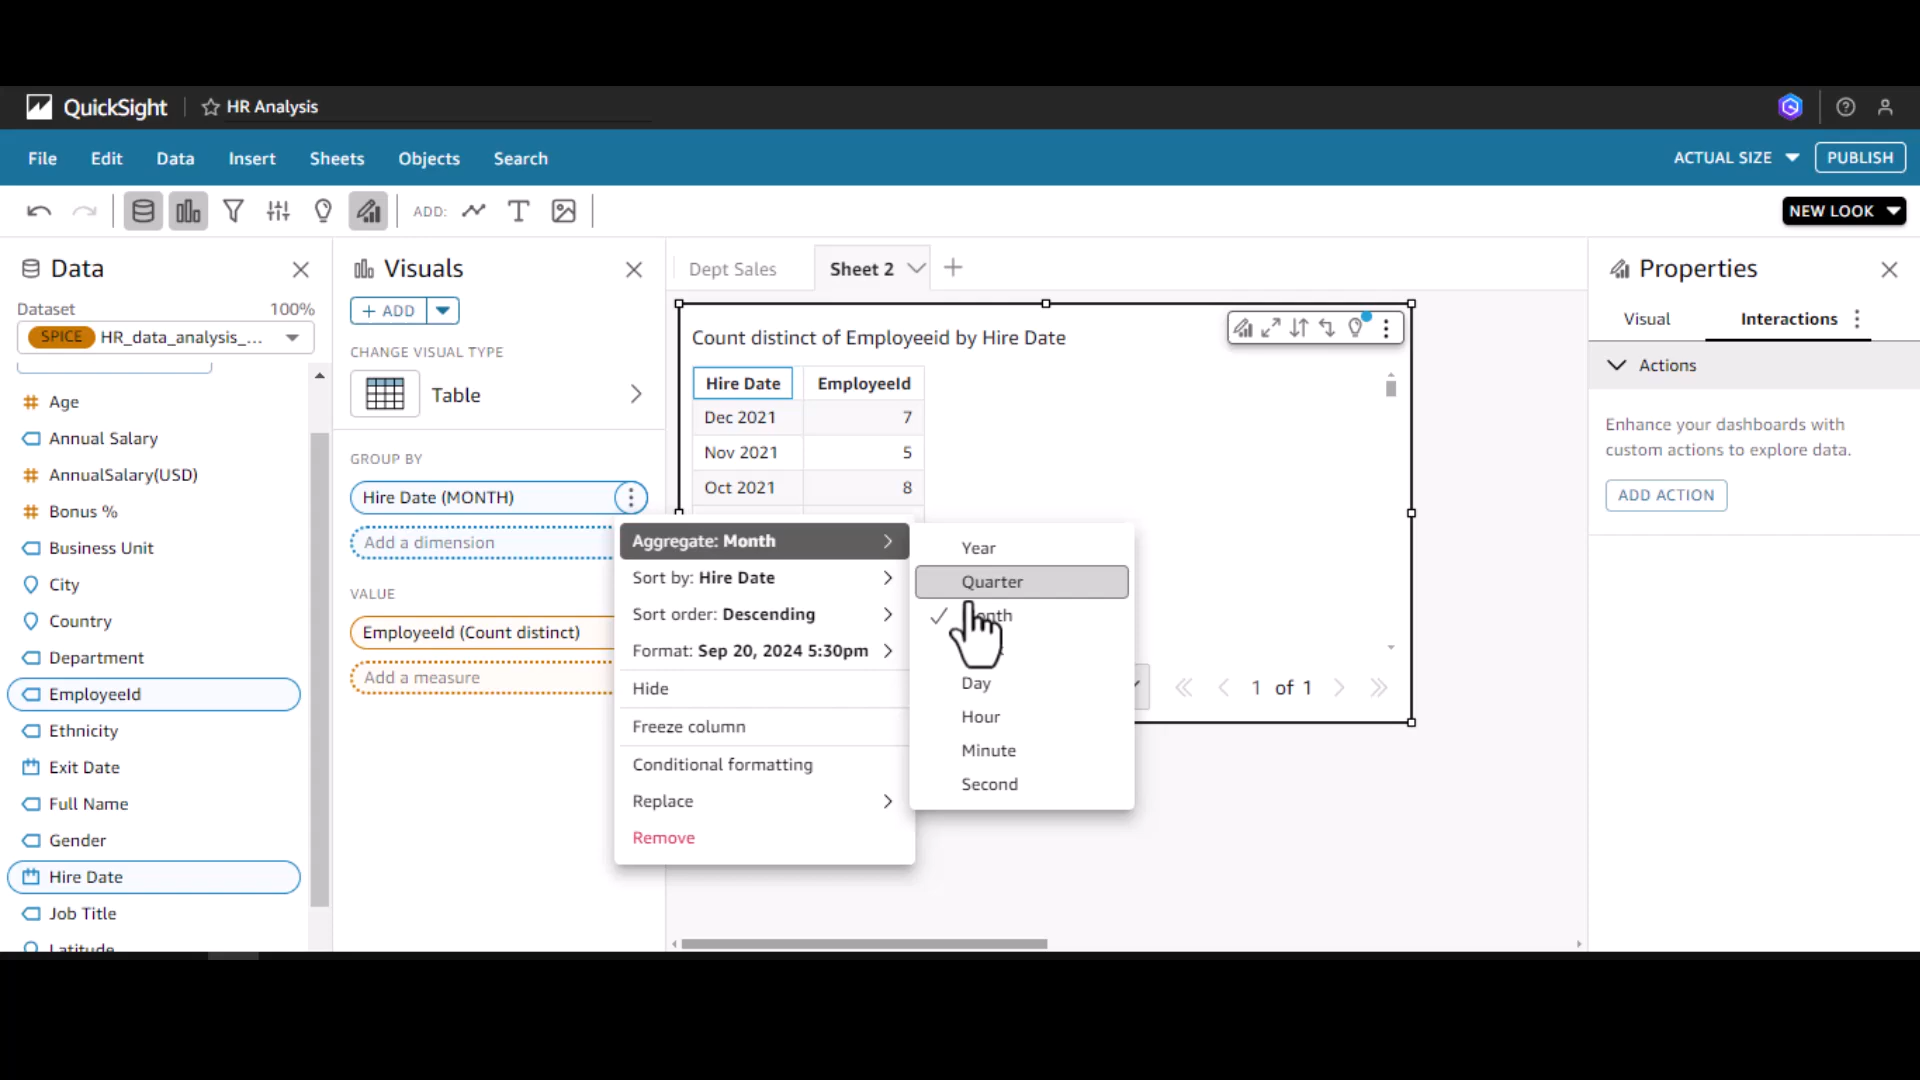 QuickSight
HR Analysis
File Edit Data Insert Sheets Objects Search
ACTUAL SIZE
PUBLISH
ADD:
NEW LOOK
Data
Dataset 100%
SPICE HR_data_analysis_...
Age
Annual Salary
AnnualSalary(USD)
Bonus %
Business Unit
City
Country
Department
EmployeeId
Ethnicity
Exit Date
Full Name
Gender
Hire Date
Job Title
Latitude
Visuals
+ ADD
CHANGE VISUAL TYPE
Table
GROUP BY
Hire Date (MONTH)
Add a dimension
VALUE
EmployeeId (Count distinct)
Add a measure
Aggregate: Month
Sort by: Hire Date
Sort order: Descending
Format: Sep 20, 2024 5:30pm
Hide
Freeze column
Conditional formatting
Replace
Remove
Year
Quarter
Day
Hour
Minute
Second
Dept Sales
Sheet 2
Count distinct of Employeeid by Hire Date
Hire Date EmployeeId
Dec 2021 7
Nov 2021 5
Oct 2021 8
1 of 1
Properties
Visual
Interactions
Actions
Enhance your dashboards with
custom actions to explore data.
ADD ACTION